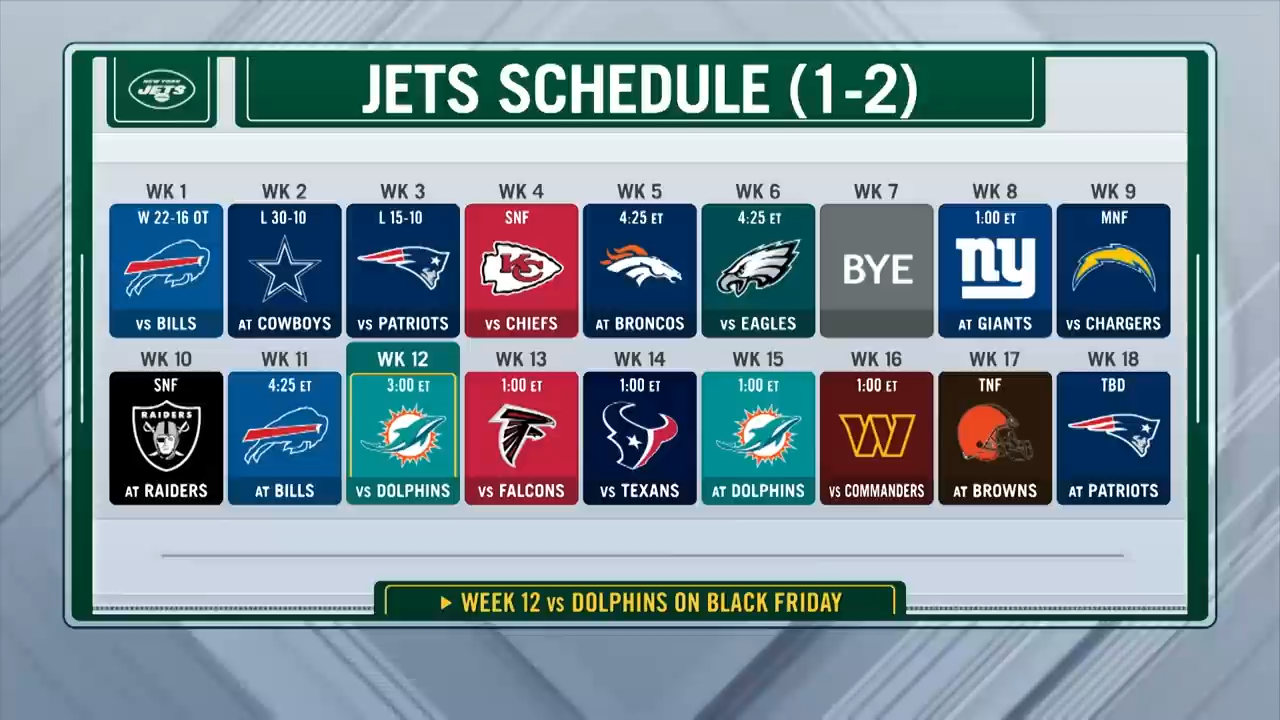 NEW YORK
JETS
JETS SCHEDULE (1-2)
WK 1 WK 2 WK 3 WK 4 WK 5 WK 6 WK 7 WK 8 WK 9
W 22-16 OT L 30-10 L 15-10 SNF 4:25 ET 4:25 ET 1:00 ET MNF
KC BYE ny
VS BILLS AT COWBOYS VS PATRIOTS VS CHIEFS AT BRONCOS VS EAGLES AT GIANTS VS CHARGERS
WK 10 WK 11 WK 12 WK 13 WK 14 WK 15 WK 16 WK 17 WK 18
SNF 4:25 ET 3:00 ET 1:00 ET 1:00 ET 1:00 ET 1:00 ET TNF TBD
RAIDERS W
AT RAIDERS AT BILLS VS DOLPHINS VS FALCONS VS TEXANS AT DOLPHINS VS COMMANDERS AT BROWNS AT PATRIOTS
WEEK 12 VS DOLPHINS ON BLACK FRIDAY